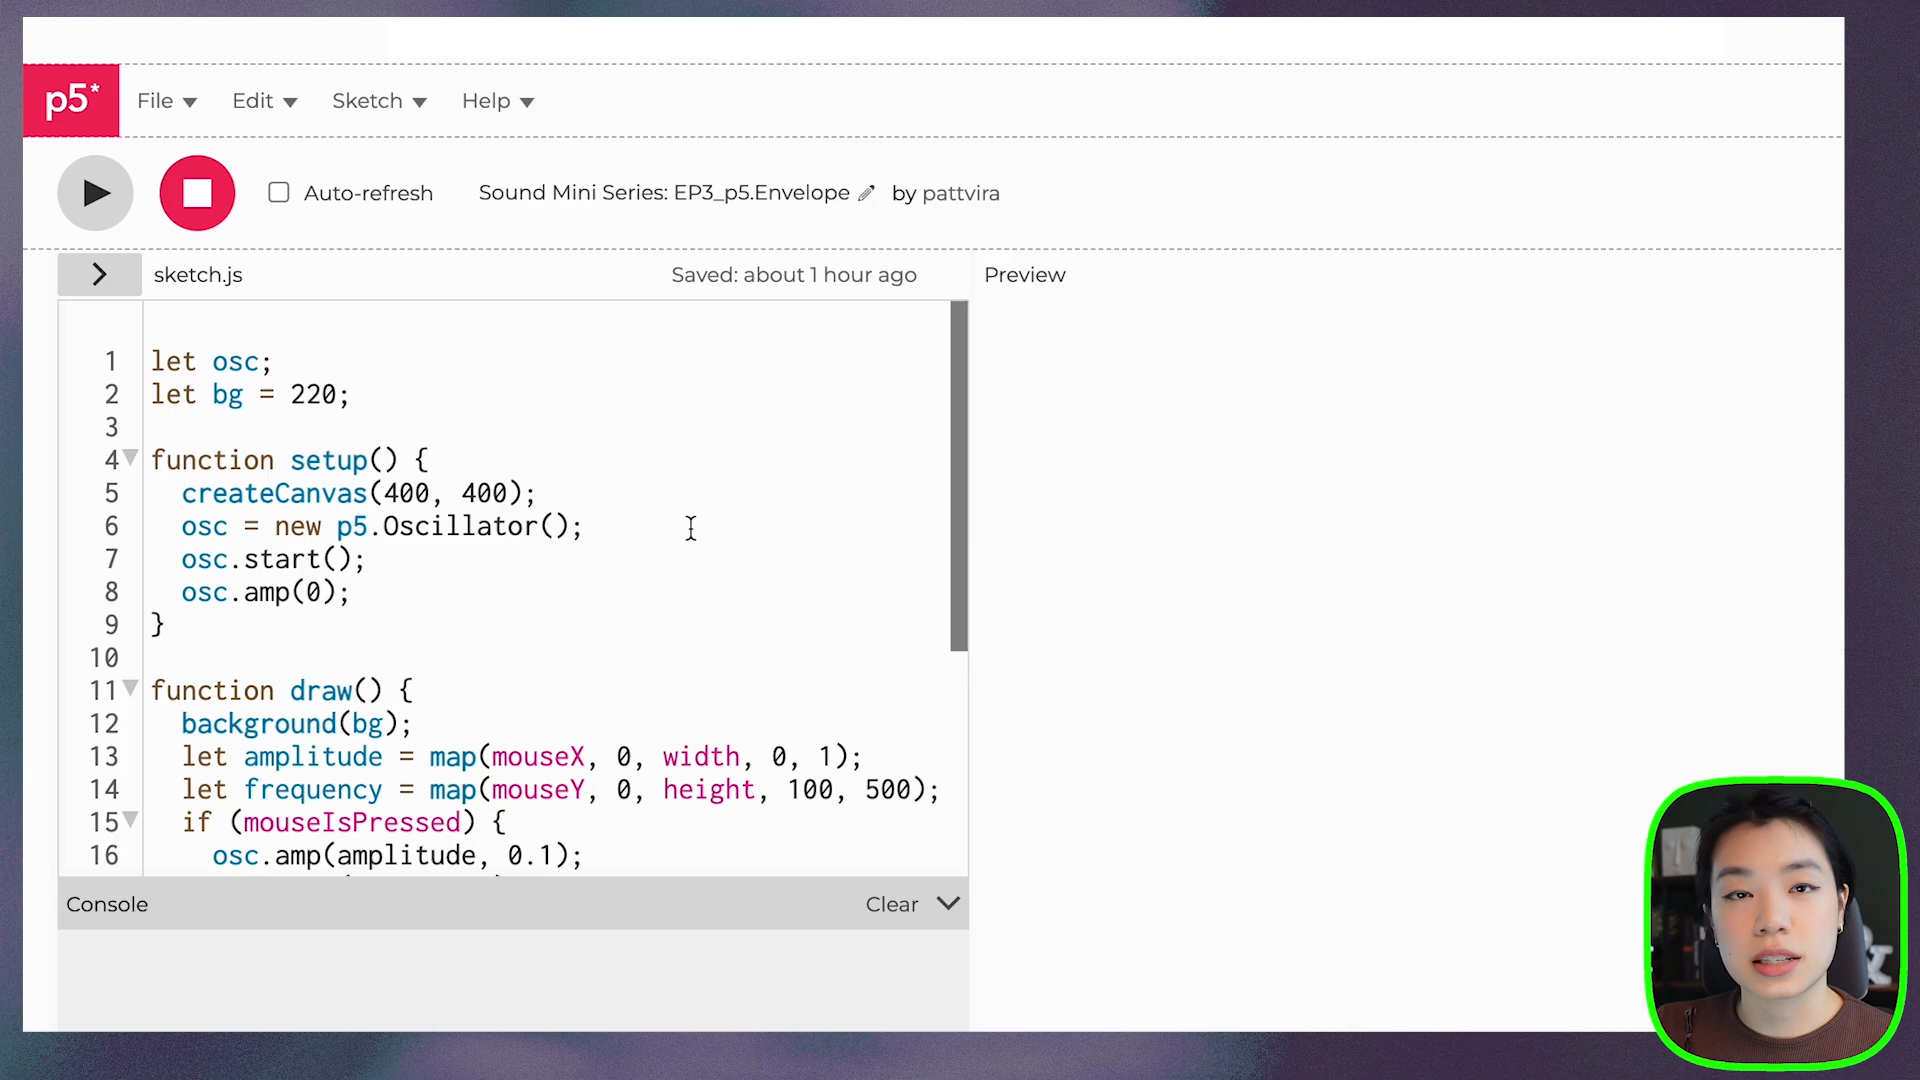 p5*
File Edit Sketch Help
Auto-refresh Sound Mini Series: EP3_p5.Envelope by pattvira
sketch.js Saved: about 1 hour ago Preview
1 let osc;
2 let bg = 220;
3
4 function setup() {
5 createCanvas(400, 400);
6 osc = new p5.Oscillator();
7 osc.start();
8 osc.amp(0);
9 }
10
11 function draw() {
12 background(bg);
13 let amplitude = map(mouseX, 0, width, 0, 1);
14 let frequency = map(mouseY, 0, height, 100, 500);
15 if (mouseIsPressed) {
16 osc.amp(amplitude, 0.1);
Console Clear
&